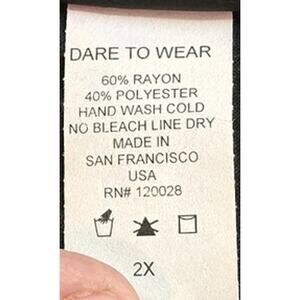 DARE TO WEAR
60% RAYON
40% POLYESTER
HAND WASH COLD
NO BLEACH LINE DRY
MADE IN
SAN FRANCISCO
USA
RN# 120028
2X